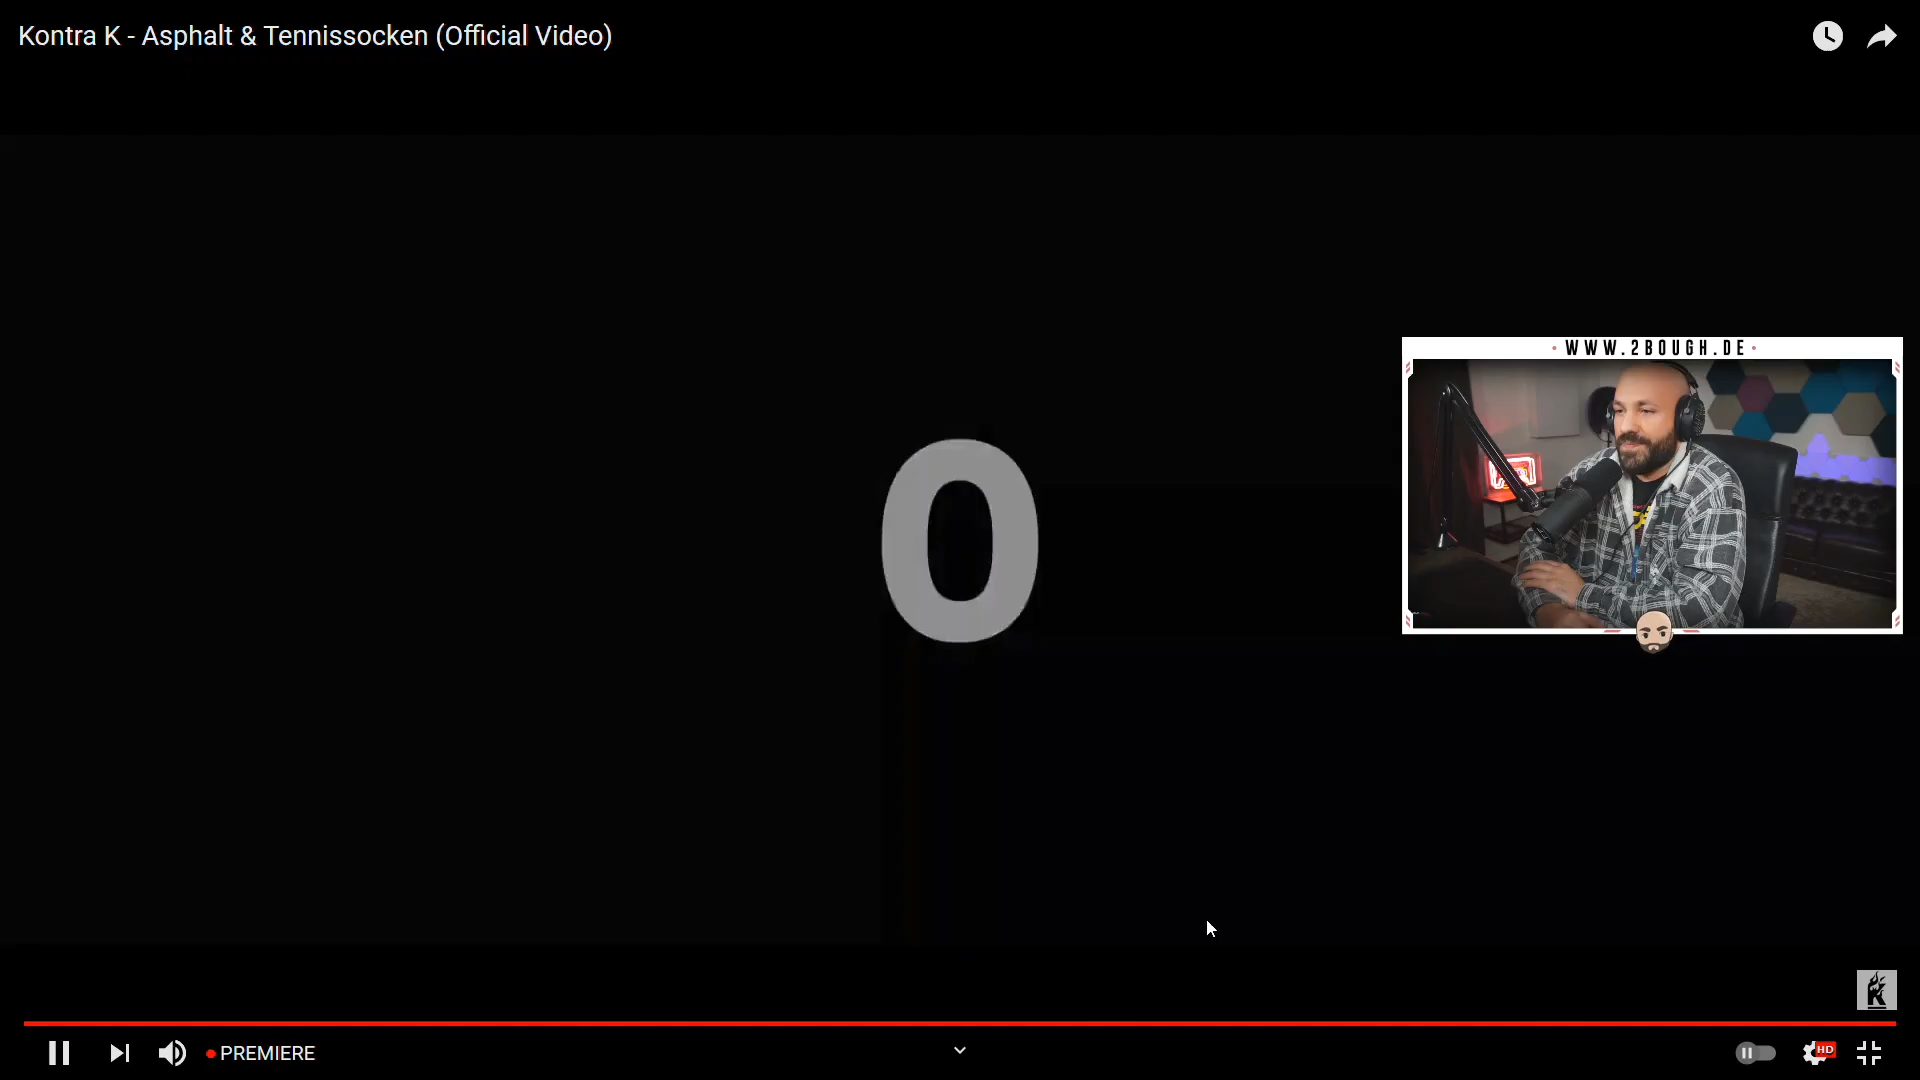 Kontra K - Asphalt & Tennissocken (Official Video)
• WWW.2BOUGH.DE •
0
K
PREMIERE
HD